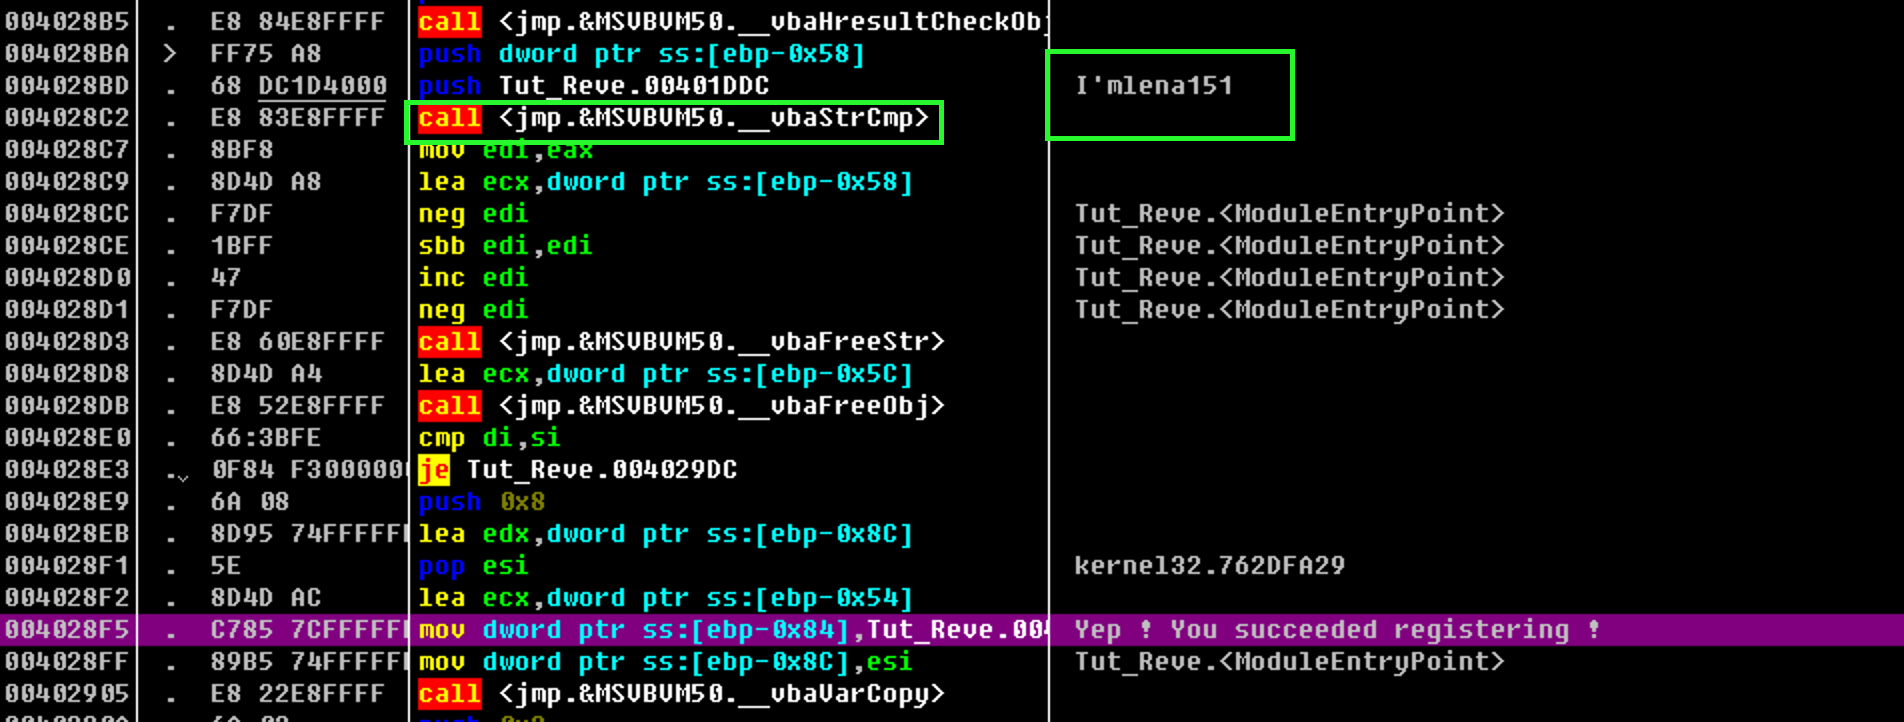 004028B5 . E8 84E8FFFF call <jmp.&MSVBVM50.__vbaHresultCheckObj
004028BA > FF75 A8 push dword ptr ss:[ebp-0x58]
004028BD . 68 DC1D4000 push Tut_Reve.00401DDC I'mlena151
004028C2 . E8 83E8FFFF call <jmp.&MSVBVM50.__vbaStrCmp>
004028C7 . 8BF8 mov edi,eax
004028C9 . 8D4D A8 lea ecx,dword ptr ss:[ebp-0x58]
004028CC . F7DF neg edi Tut_Reve.<ModuleEntryPoint>
004028CE . 1BFF sbb edi,edi Tut_Reve.<ModuleEntryPoint>
004028D0 . 47 inc edi Tut_Reve.<ModuleEntryPoint>
004028D1 . F7DF neg edi Tut_Reve.<ModuleEntryPoint>
004028D3 . E8 60E8FFFF call <jmp.&MSVBVM50.__vbaFreeStr>
004028D8 . 8D4D A4 lea ecx,dword ptr ss:[ebp-0x5C]
004028DB . E8 52E8FFFF call <jmp.&MSVBVM50.__vbaFreeObj>
004028E0 . 66:3BFE cmp di,si
004028E3 .⌄ 0F84 F3000000 je Tut_Reve.004029DC
004028E9 . 6A 08 push 0x8
004028EB . 8D95 74FFFFFF lea edx,dword ptr ss:[ebp-0x8C]
004028F1 . 5E pop esi kernel32.762DFA29
004028F2 . 8D4D AC lea ecx,dword ptr ss:[ebp-0x54]
004028F5 . C785 7CFFFFFF mov dword ptr ss:[ebp-0x84],Tut_Reve.004 Yep ! You succeeded registering !
004028FF . 89B5 74FFFFFF mov dword ptr ss:[ebp-0x8C],esi Tut_Reve.<ModuleEntryPoint>
00402905 . E8 22E8FFFF call <jmp.&MSVBVM50.__vbaVarCopy>